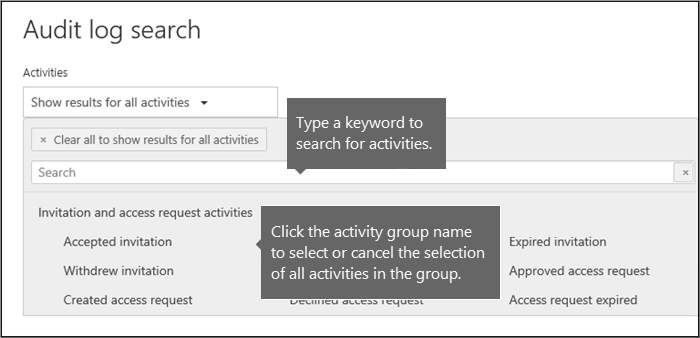 Audit log search
Activities
Show results for all activities
× Clear all to show results for all activities
Type a keyword to
search for activities.
Search
×
Invitation and access request activities
Click the activity group name
to select or cancel the selection
of all activities in the group.
Accepted invitation
Expired invitation
Withdrew invitation
Approved access request
Created access request
Declined access request
Access request expired